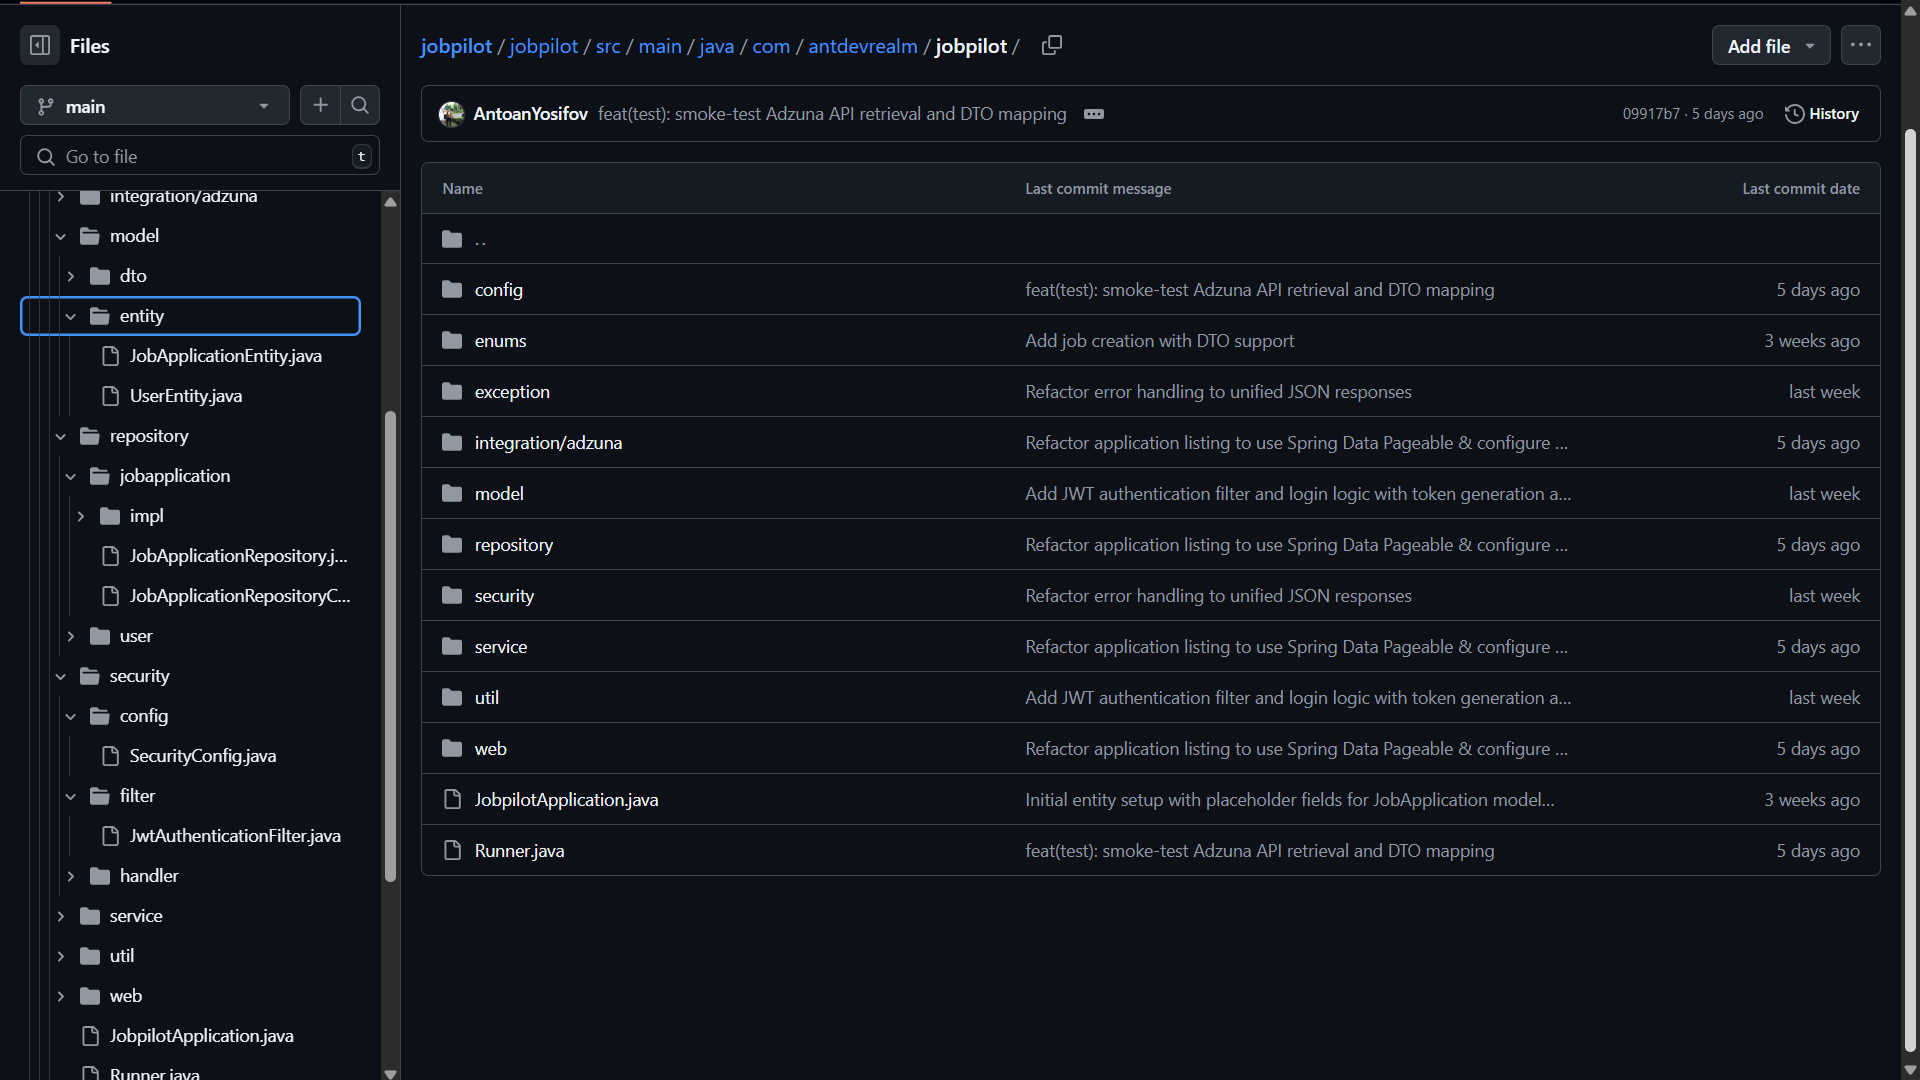 Files
main
Go to file
t
integration/adzuna
model
dto
entity
JobApplicationEntity.java
UserEntity.java
repository
jobapplication
impl
JobApplicationRepository.j...
JobApplicationRepositoryC...
user
security
config
SecurityConfig.java
filter
JwtAuthenticationFilter.java
handler
service
util
web
JobpilotApplication.java
Runner.java
jobpilot / jobpilot / src / main / java / com / antdevrealm / jobpilot /
Add file
AntoanYosifov feat(test): smoke-test Adzuna API retrieval and DTO mapping
09917b7 · 5 days ago
History
Name Last commit message Last commit date
..
config feat(test): smoke-test Adzuna API retrieval and DTO mapping 5 days ago
enums Add job creation with DTO support 3 weeks ago
exception Refactor error handling to unified JSON responses last week
integration/adzuna Refactor application listing to use Spring Data Pageable & configure ... 5 days ago
model Add JWT authentication filter and login logic with token generation a... last week
repository Refactor application listing to use Spring Data Pageable & configure ... 5 days ago
security Refactor error handling to unified JSON responses last week
service Refactor application listing to use Spring Data Pageable & configure ... 5 days ago
util Add JWT authentication filter and login logic with token generation a... last week
web Refactor application listing to use Spring Data Pageable & configure ... 5 days ago
JobpilotApplication.java Initial entity setup with placeholder fields for JobApplication model... 3 weeks ago
Runner.java feat(test): smoke-test Adzuna API retrieval and DTO mapping 5 days ago